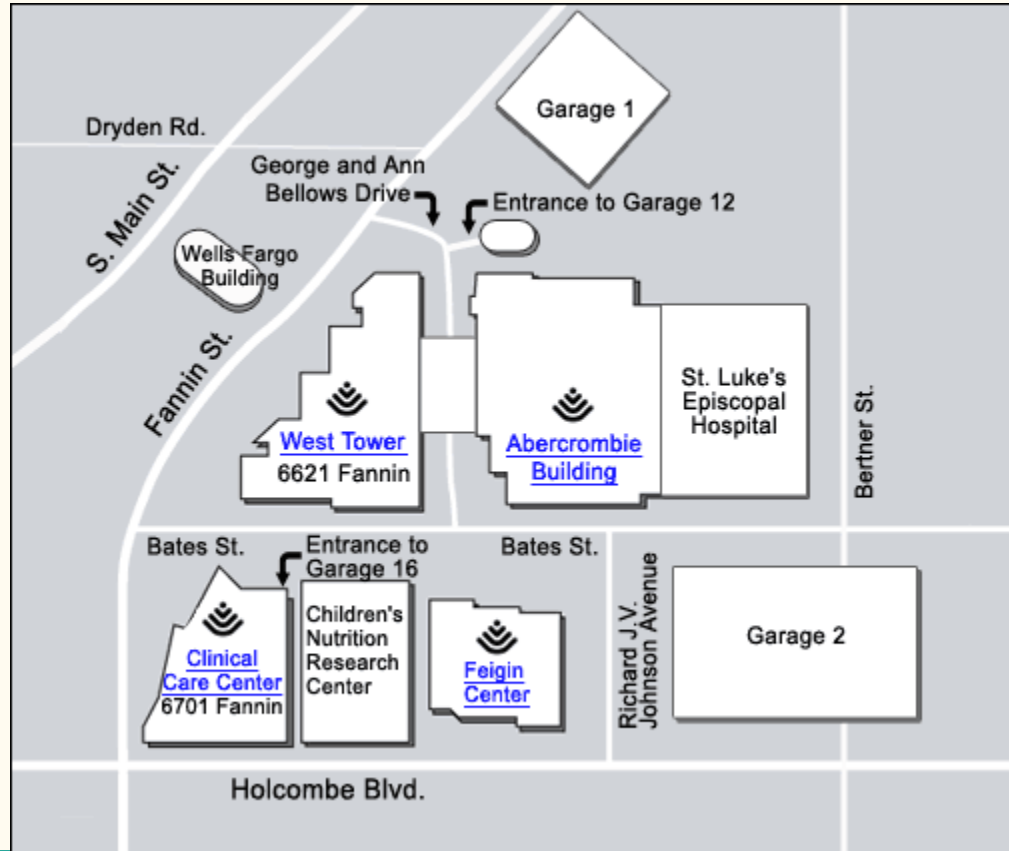 Garage 1
Dryden Rd.
George and Ann
Bellows Drive
Entrance to Garage 12
S. Main St.
Wells Fargo
Building
Fannin St.
West Tower
6621 Fannin
Abercrombie
Building
St. Luke's
Episcopal
Hospital
Bertner St.
Bates St.
Entrance to
Garage 16
Bates St.
Children's
Nutrition
Research
Center
Clinical
Care Center
6701 Fannin
Feigin
Center
Richard J.V.
Johnson Avenue
Garage 2
Holcombe Blvd.